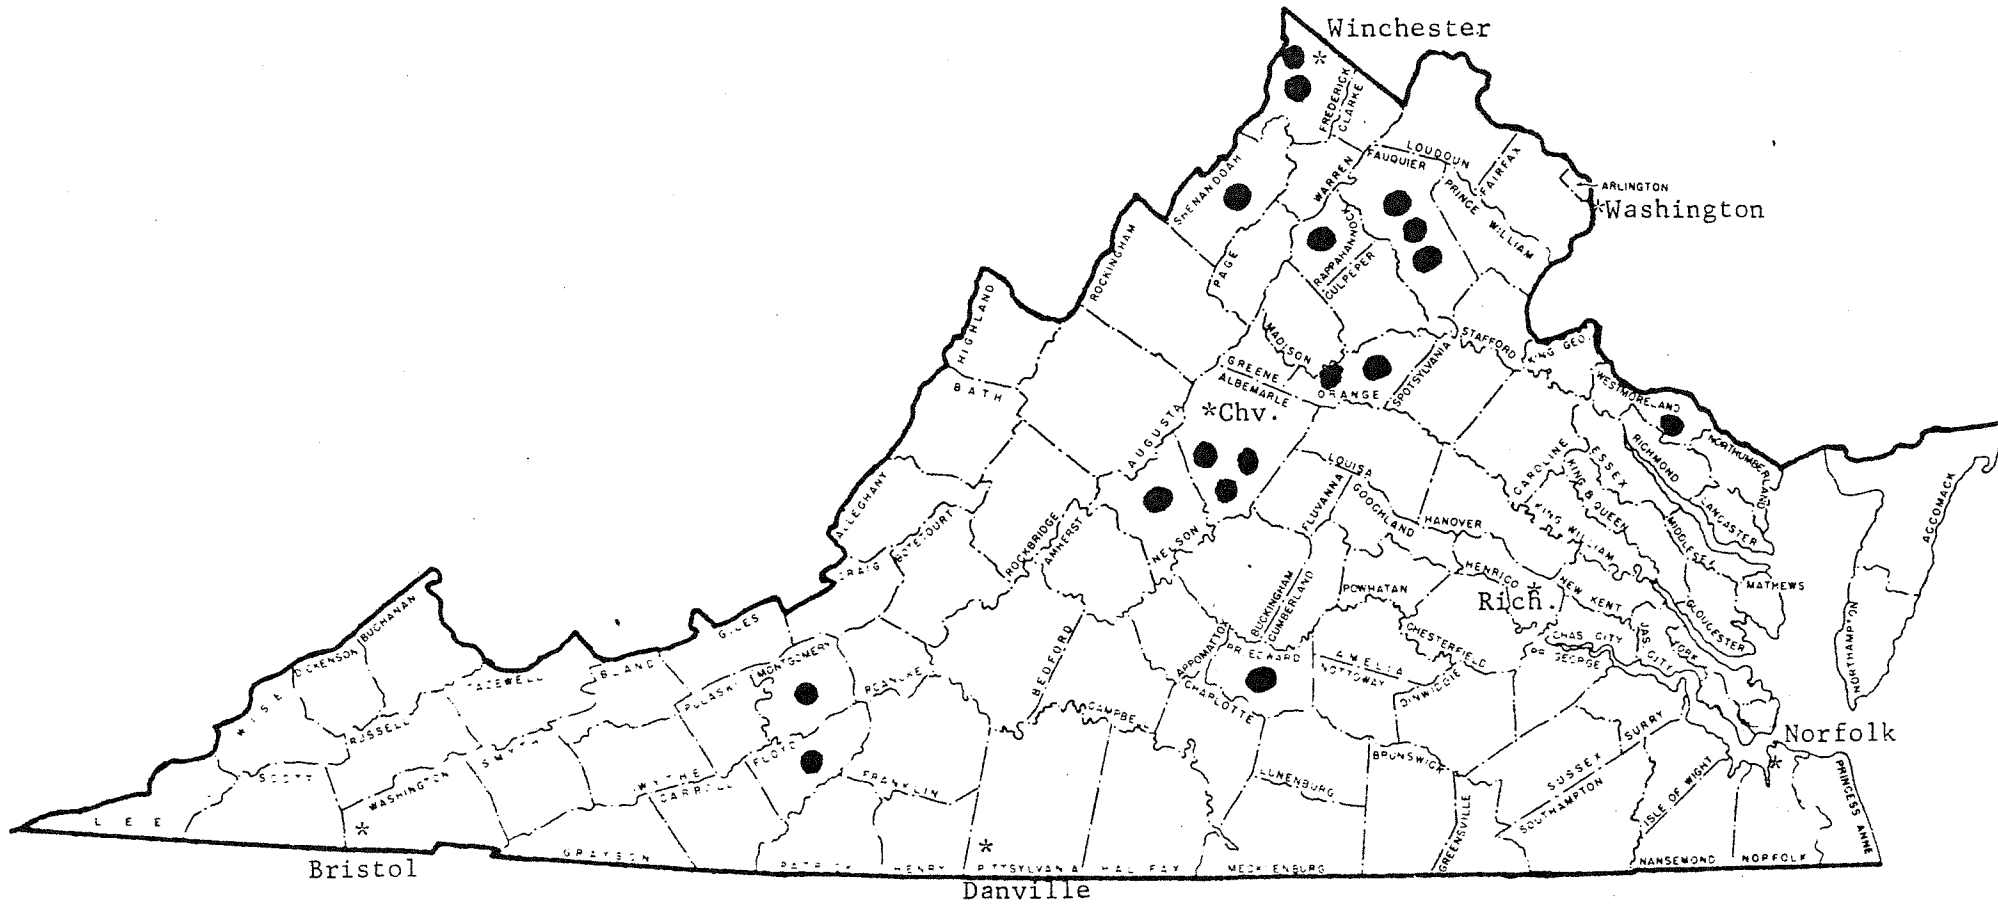 *Winchester
FREDERICK
CLARKE
LOUDOUN
FAUQUIER
FAIRFAX
ARLINGTON
*Washington
PRINCE WILLIAM
WARREN
SHENANDOAH
RAPPAHANNOCK
CULPEPER
PAGE
ROCKINGHAM
HIGHLAND
MADISON
GREENE
ALBEMARLE
ORANGE
SPOTSYLVANIA
STAFFORD
KING GEO
WESTMORELAND
NORTHUMBERLAND
RICHMOND
LANCASTER
BATH
*Chv.
AUGUSTA
LOUISA
FLUVANNA
GOOCHLAND
HANOVER
CAROLINE
ESSEX
KING & QUEEN
KING WILLIAM
MIDDLESEX
MATHEWS
GLOUCESTER
ACCOMACK
NORTHAMPTON
ALLEGHANY
CRAIG
BOTETOURT
ROCKBRIDGE
AMHERST
NELSON
BUCKINGHAM
CUMBERLAND
POWHATAN
HENRICO
*
Rich.
NEW KENT
CHAS CITY
JAS CITY
YORK
CHESTERFIELD
PR GEORGE
AMELIA
NOTTOWAY
DINWIDDIE
APPOMATTOX
PR EDWARD
CHARLOTTE
BEDFORD
CAMPBELL
BUCHANAN
DICKENSON
WISE
TAZEWELL
BLAND
GILES
PULASKI
MONTGOMERY
ROANOKE
RUSSELL
SCOTT
WASHINGTON
SMYTH
WYTHE
CARROLL
FLOYD
FRANKLIN
LUNENBURG
BRUNSWICK
GREENSVILLE
SUSSEX
SOUTHAMPTON
SURRY
ISLE OF WIGHT
Norfolk
*
PRINCESS ANNE
LEE
*
Bristol
GRAYSON
PATRICK
HENRY
*
PITTSYLVANIA
Danville
HALIFAX
MECKLENBURG
NANSEMOND
NORFOLK